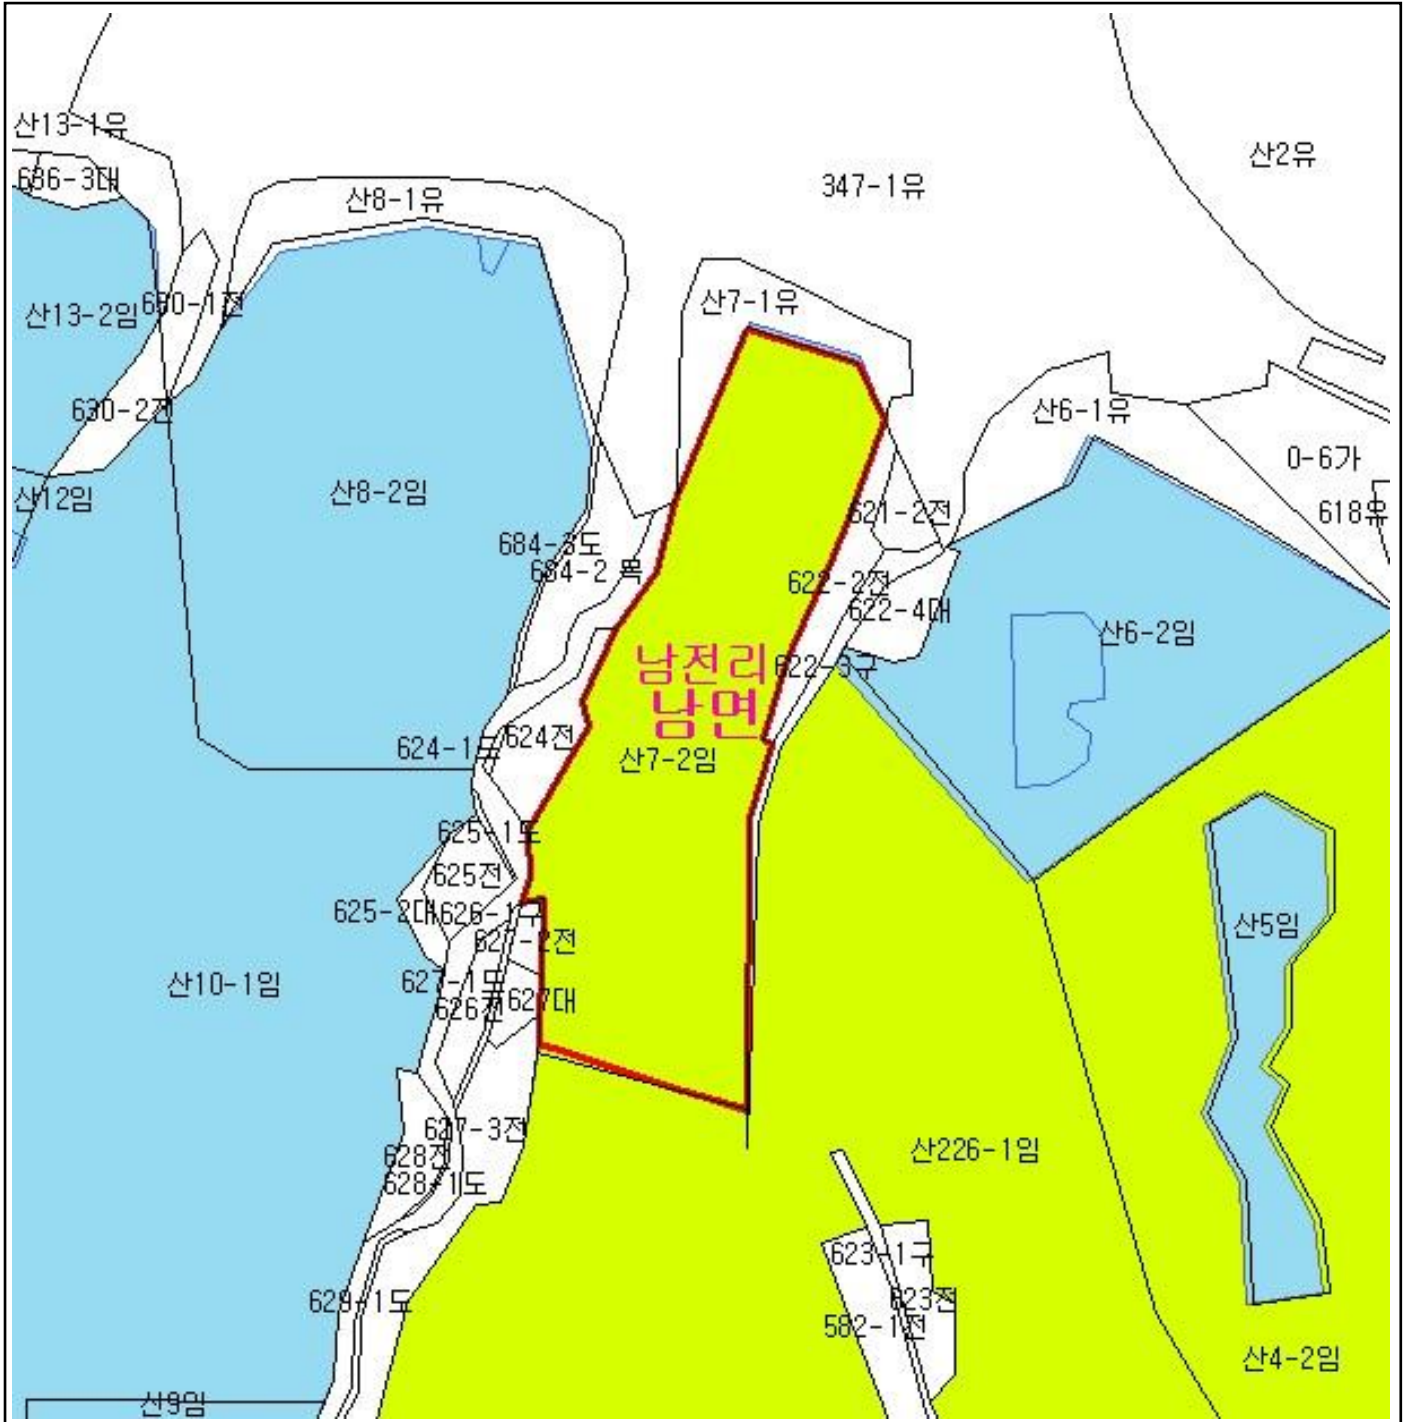 산13-1유
636-3대
산8-1유
347-1유
산2유
산13-2임
630-1전
산7-1유
630-2전
산6-1유
0-6가
산12임
산8-2임
621-2전
618유
684-3도
684-2 목
622-2전
622-4대
산6-2임
남전리
622-3구
남면
624-1도
624전
산7-2임
625-1도
625전
625-2대
626-1구
627-2전
산5임
산10-1임
627-1도
626전
627대
627-3전
628전
628-1도
산226-1임
623-1구
629-1도
623전
582-1전
산4-2임
산9임